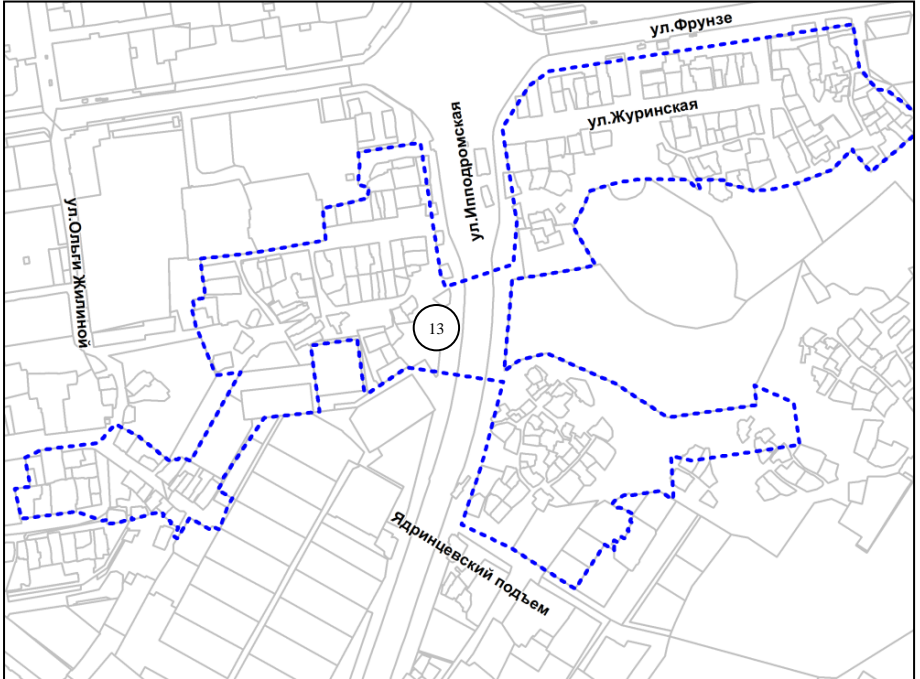 ул.Фрунзе
ул.Журинская
ул.Ипподромская
ул.Ольги Жилиной
13
Ядринцевский подъем